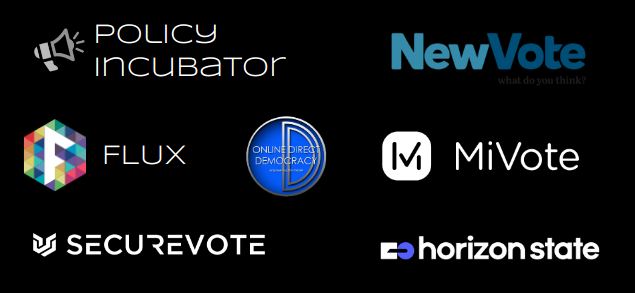 POLICY
INCUBATOR
NewVote
what do you think?
FLUX
ONLINE DIRECT
DEMOCRACY
MiVote
SECUREVOTE
horizon state